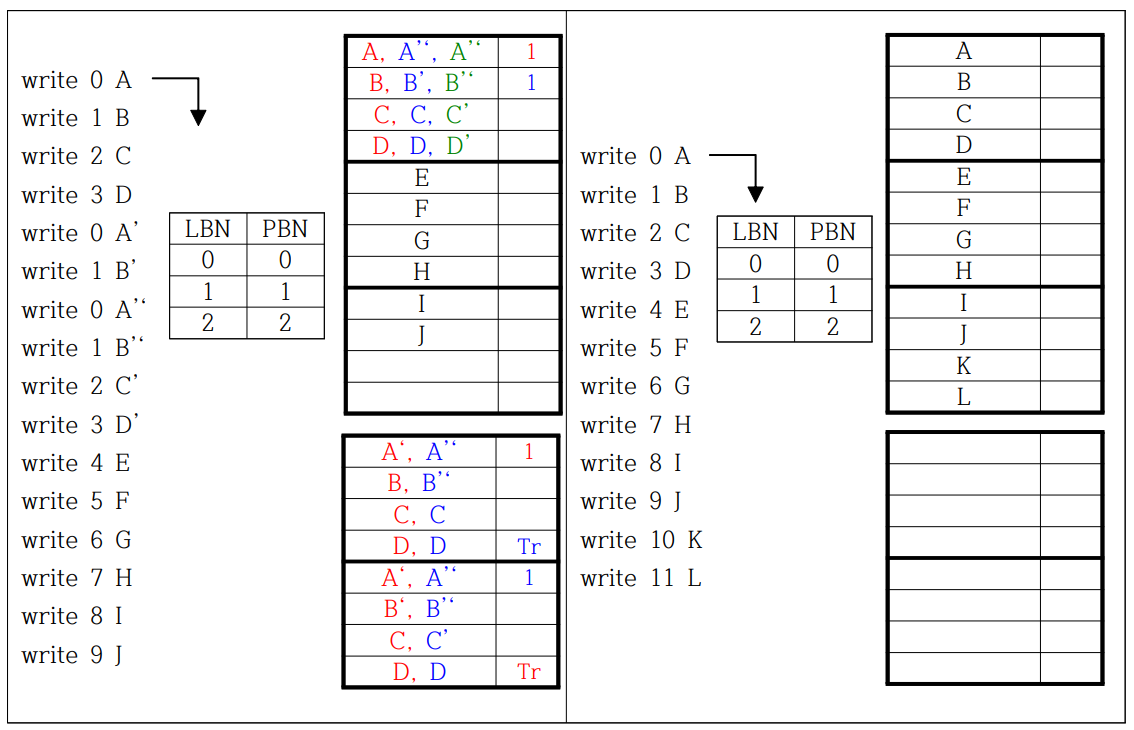 write 0 A
write 1 B
write 2 C
write 3 D
write 0 A'
write 1 B'
write 0 A'‘
write 1 B'‘
write 2 C'
write 3 D'
write 4 E
write 5 F
write 6 G
write 7 H
write 8 I
write 9 J
LBN PBN
0 0
1 1
2 2
A, A'‘, A'‘ 1
B, B', B'‘ 1
C, C, C'
D, D, D'
E
F
G
H
I
J
A‘, A'‘ 1
B, B'‘
C, C
D, D Tr
A‘, A'‘ 1
B‘, B'‘
C, C'
D, D Tr
write 0 A
write 1 B
write 2 C
write 3 D
write 4 E
write 5 F
write 6 G
write 7 H
write 8 I
write 9 J
write 10 K
write 11 L
LBN PBN
0 0
1 1
2 2
A
B
C
D
E
F
G
H
I
J
K
L